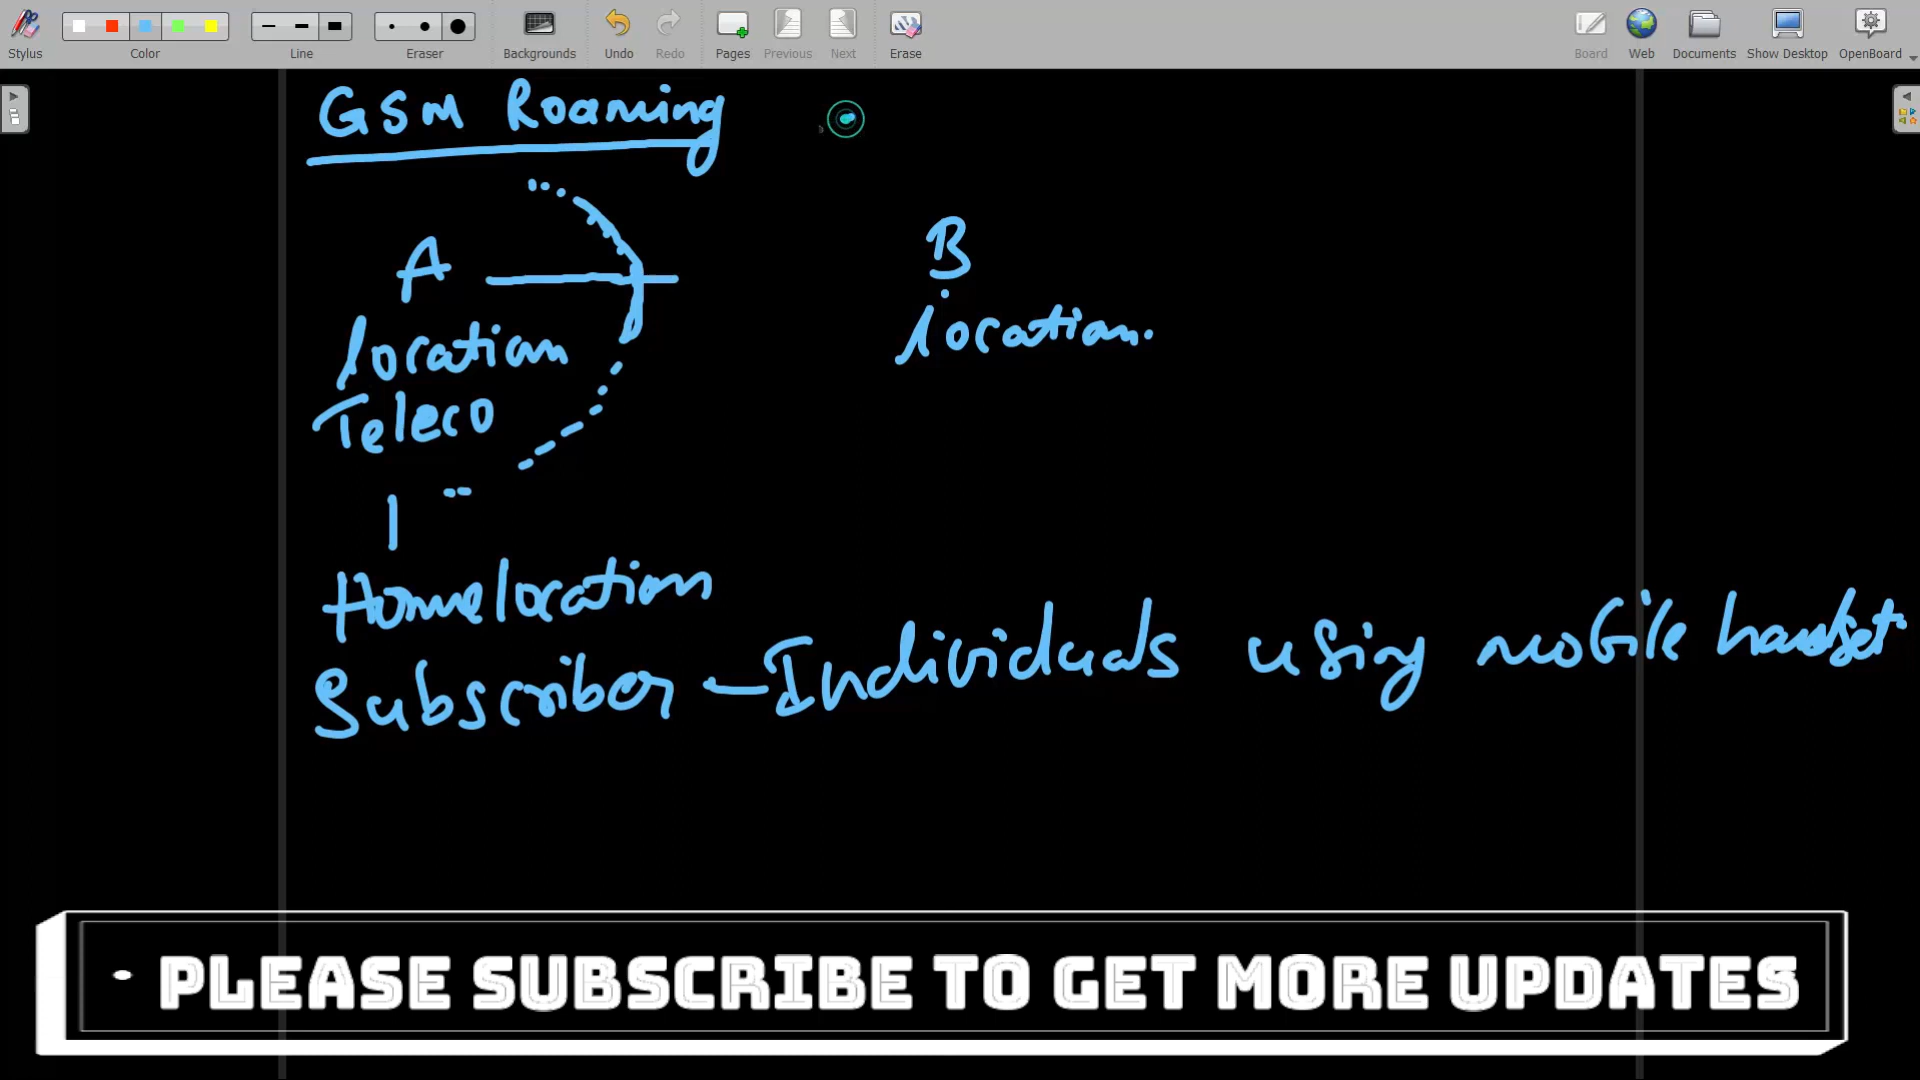 Stylus Color Line Eraser Backgrounds Undo Redo Pages Previous Next Erase Board Web Documents Show Desktop OpenBoard
GSM Roaming
A
B
location
location.
Teleco
Homelocation
Subscriber - Individuals using mobile handset
PLEASE SUBSCRIBE TO GET MORE UPDATES